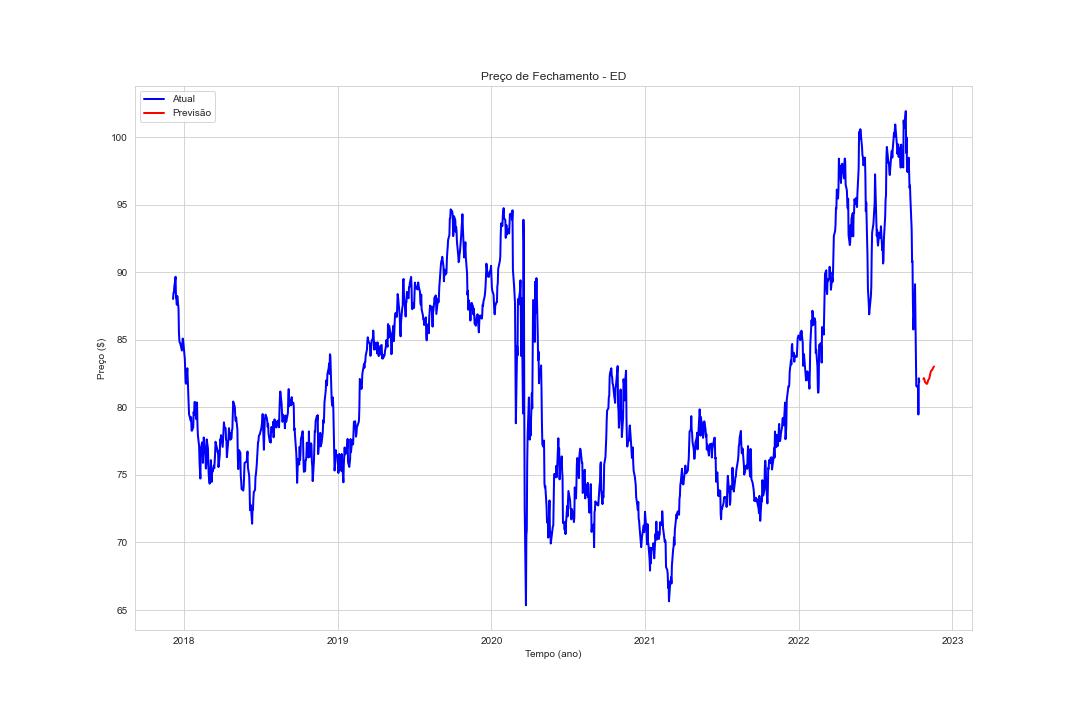 Preço de Fechamento - ED
Atual
Previsão
100
95
90
85
80
75
70
65
Preço ($)
2018 2019 2020 2021 2022 2023
Tempo (ano)